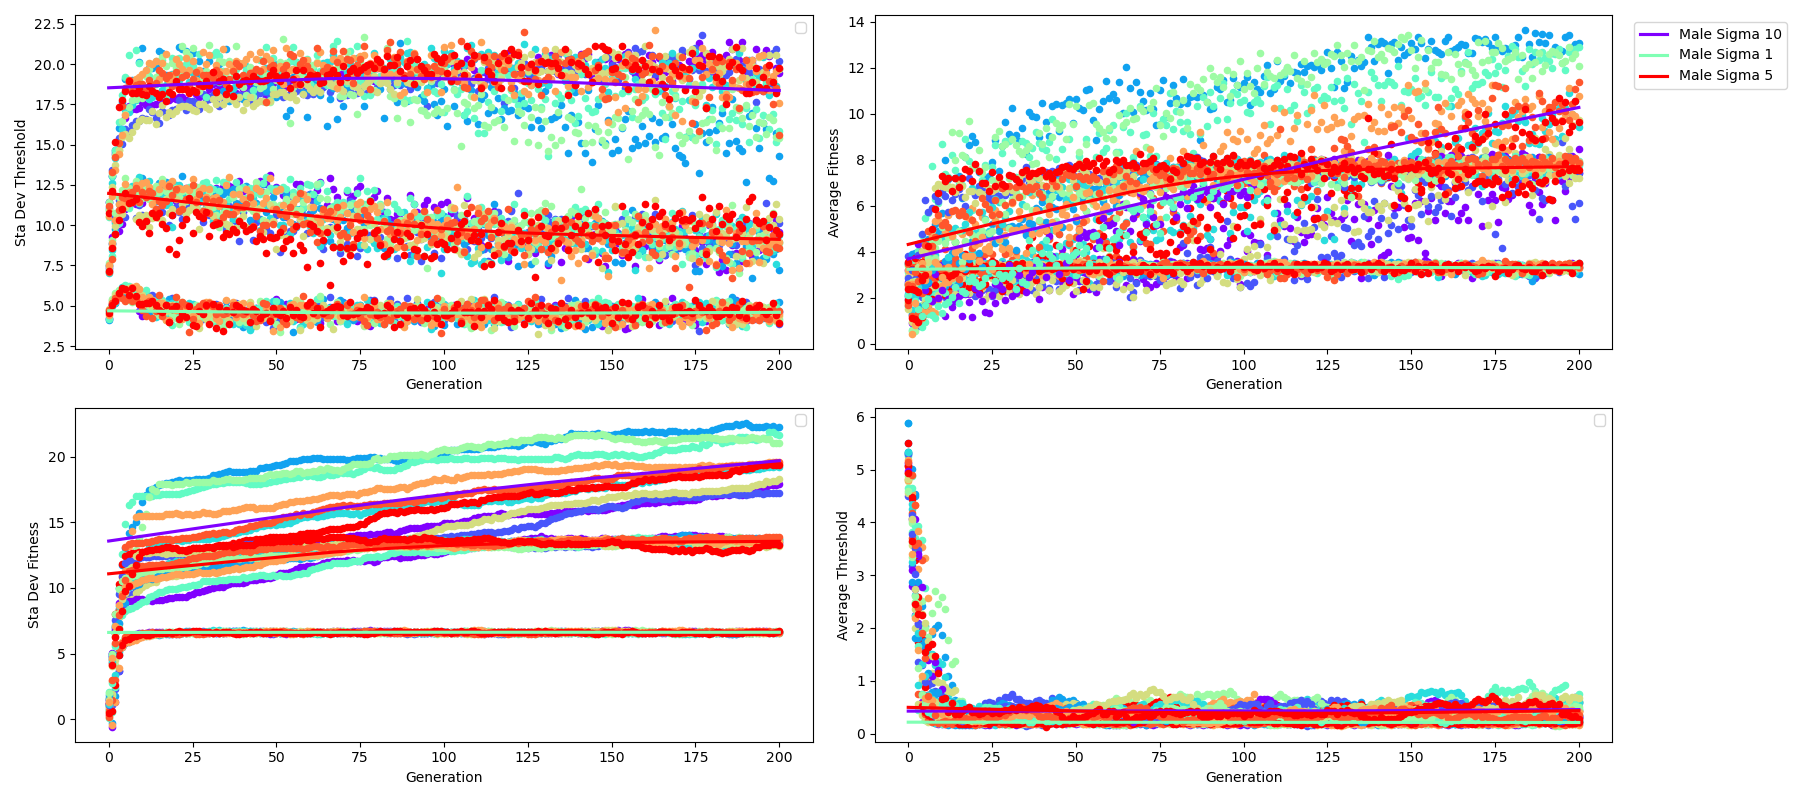 22.5
20.0
17.5
15.0
12.5
10.0
7.5
5.0
2.5
Sta Dev Threshold
0 25 50 75 100 125 150 175 200
Generation
14
12
10
8
6
4
2
0
Average Fitness
0 25 50 75 100 125 150 175 200
Generation
Male Sigma 10
Male Sigma 1
Male Sigma 5
20
15
10
5
0
Sta Dev Fitness
0 25 50 75 100 125 150 175 200
Generation
6
5
4
3
2
1
0
Average Threshold
0 25 50 75 100 125 150 175 200
Generation